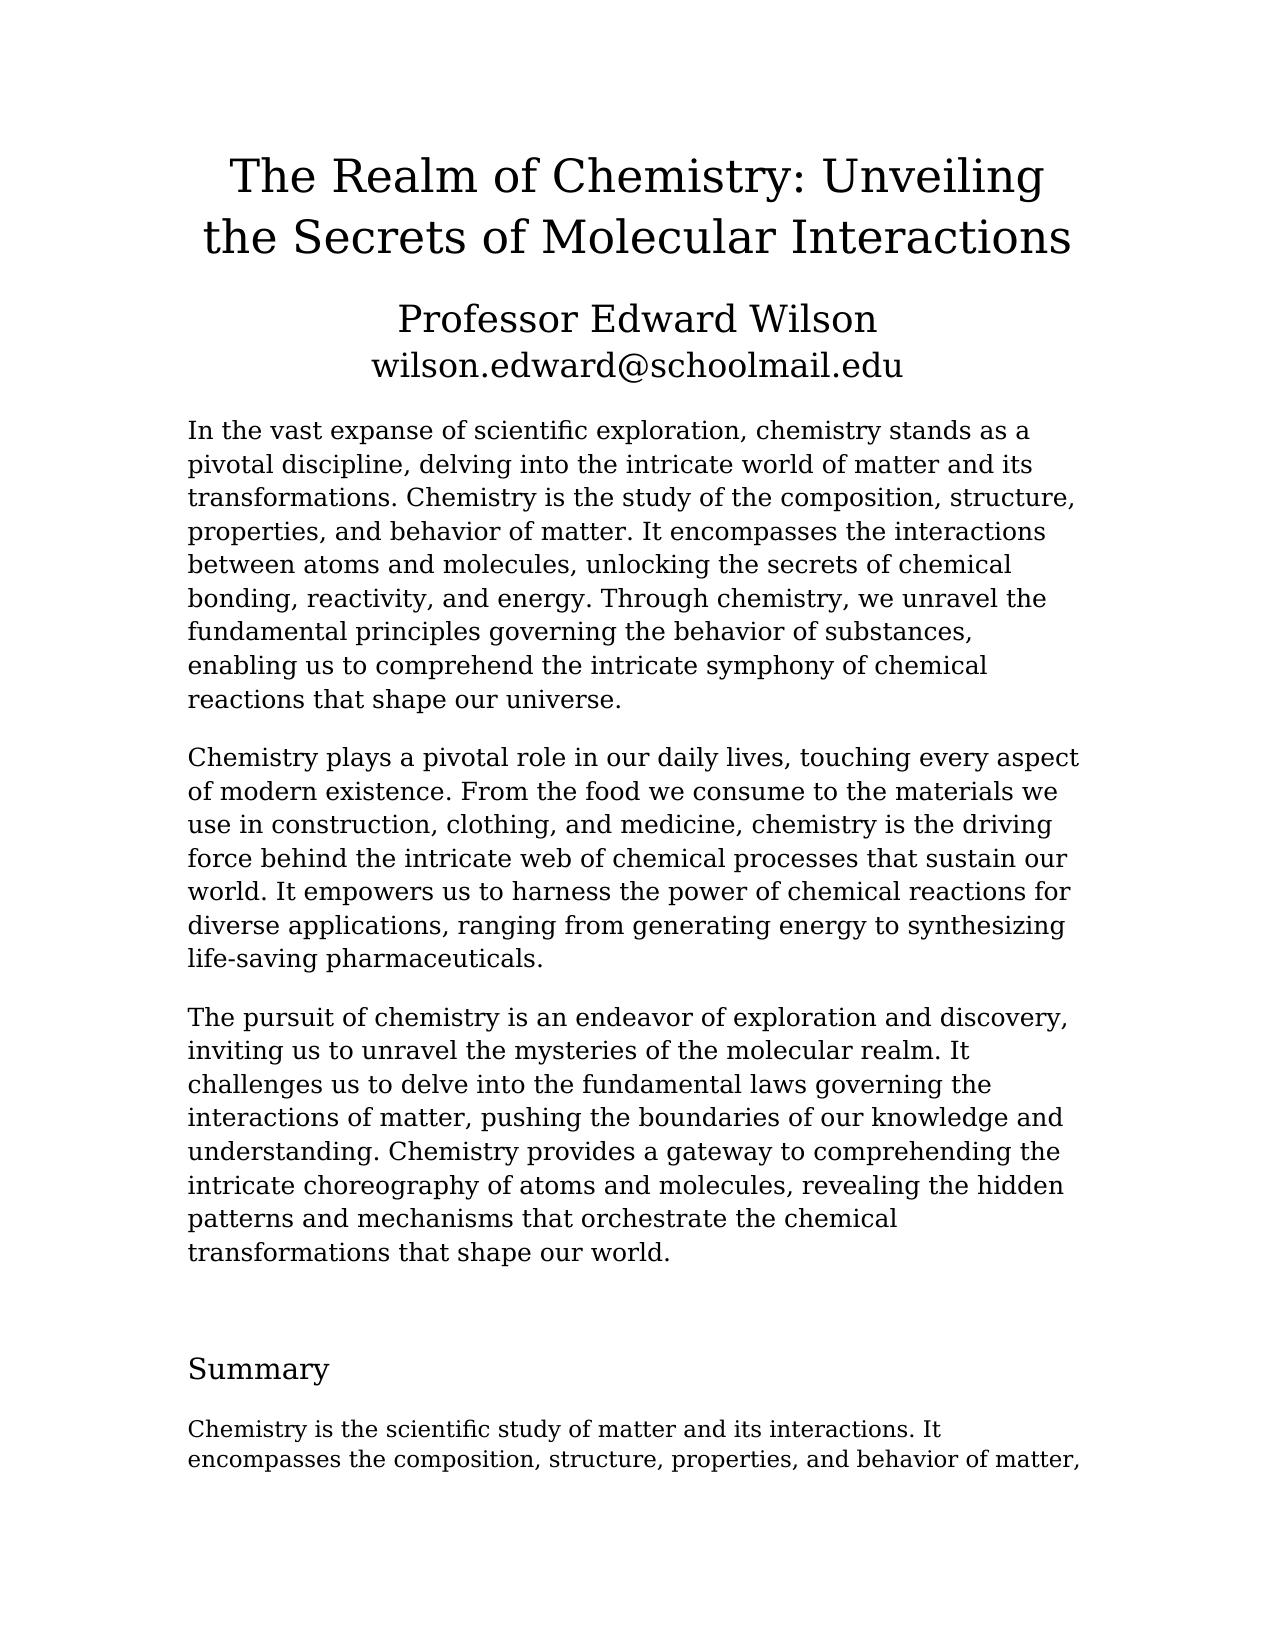 The Realm of Chemistry: Unveiling
the Secrets of Molecular Interactions
Professor Edward Wilson
wilson.edward@schoolmail.edu
In the vast expanse of scientific exploration, chemistry stands as a
pivotal discipline, delving into the intricate world of matter and its
transformations. Chemistry is the study of the composition, structure,
properties, and behavior of matter. It encompasses the interactions
between atoms and molecules, unlocking the secrets of chemical
bonding, reactivity, and energy. Through chemistry, we unravel the
fundamental principles governing the behavior of substances,
enabling us to comprehend the intricate symphony of chemical
reactions that shape our universe.
Chemistry plays a pivotal role in our daily lives, touching every aspect
of modern existence. From the food we consume to the materials we
use in construction, clothing, and medicine, chemistry is the driving
force behind the intricate web of chemical processes that sustain our
world. It empowers us to harness the power of chemical reactions for
diverse applications, ranging from generating energy to synthesizing
life-saving pharmaceuticals.
The pursuit of chemistry is an endeavor of exploration and discovery,
inviting us to unravel the mysteries of the molecular realm. It
challenges us to delve into the fundamental laws governing the
interactions of matter, pushing the boundaries of our knowledge and
understanding. Chemistry provides a gateway to comprehending the
intricate choreography of atoms and molecules, revealing the hidden
patterns and mechanisms that orchestrate the chemical
transformations that shape our world.
Summary
Chemistry is the scientific study of matter and its interactions. It
encompasses the composition, structure, properties, and behavior of matter,